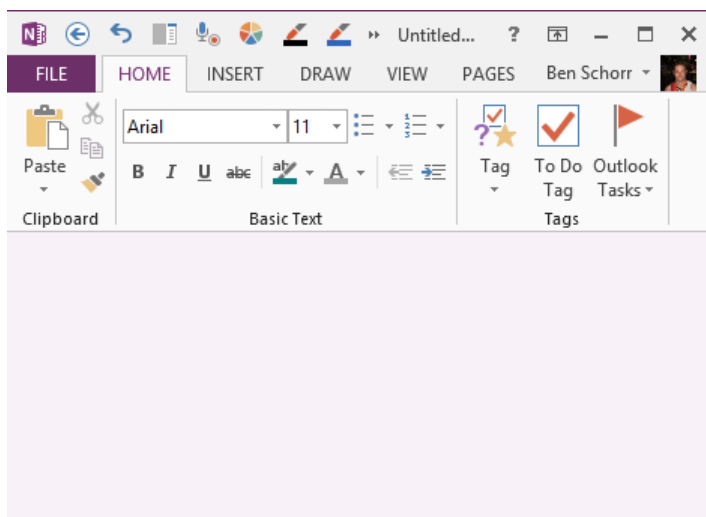 Untitled... ?
FILE HOME INSERT DRAW VIEW PAGES Ben Schorr
Arial 11
Paste B I U abc ab A Tag To Do Outlook
Tag Tasks
Clipboard Basic Text Tags